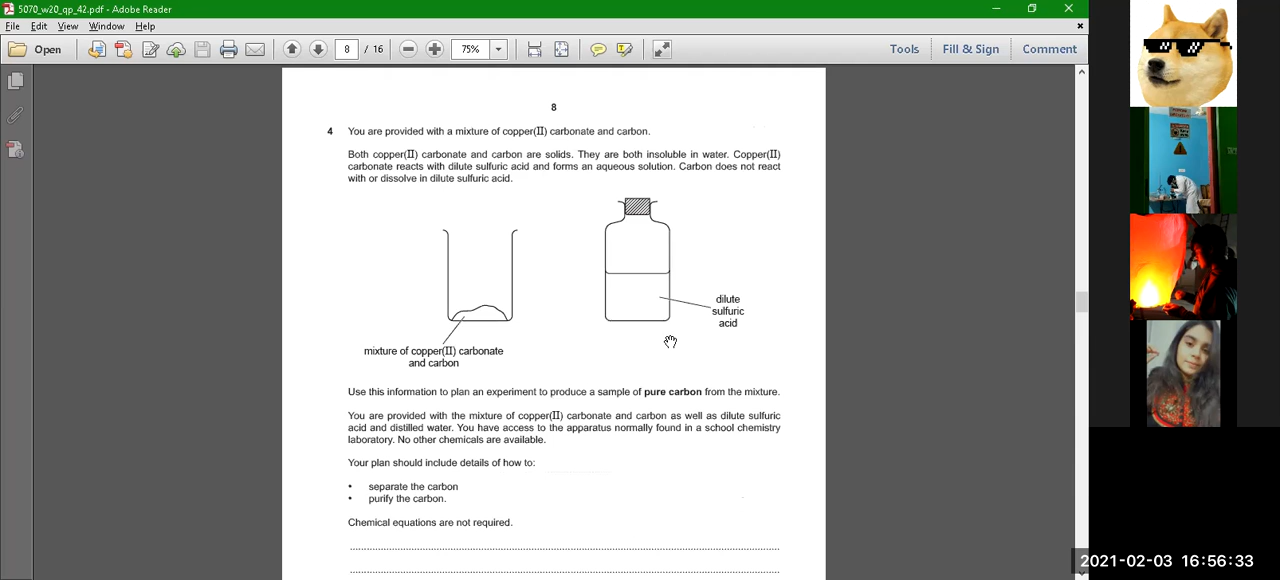 5070_w20_qp_42.pdf - Adobe Reader
File Edit View Window Help
Open 8 / 16 75% Tools Fill & Sign Comment
8
4 You are provided with a mixture of copper(II) carbonate and carbon.
Both copper(II) carbonate and carbon are solids. They are both insoluble in water. Copper(II)
carbonate reacts with dilute sulfuric acid and forms an aqueous solution. Carbon does not react
with or dissolve in dilute sulfuric acid.
dilute
sulfuric
acid
mixture of copper(II) carbonate
and carbon
Use this information to plan an experiment to produce a sample of pure carbon from the mixture.
You are provided with the mixture of copper(II) carbonate and carbon as well as dilute sulfuric
acid and distilled water. You have access to the apparatus normally found in a school chemistry
laboratory. No other chemicals are available.
Your plan should include details of how to:
• separate the carbon
• purify the carbon.
Chemical equations are not required.
2021-02-03 16:56:33